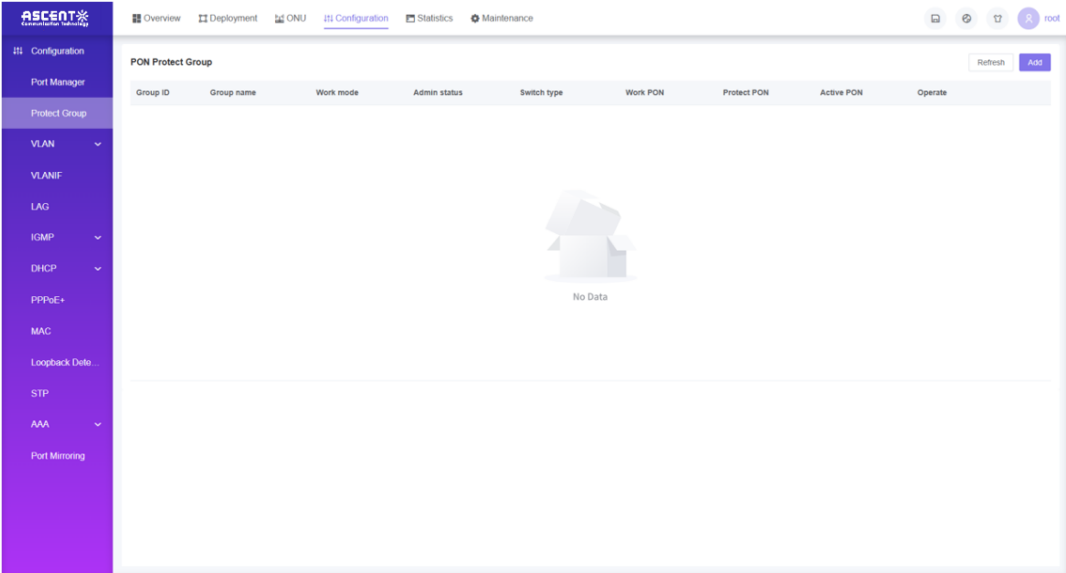 ASCENT
Communication Technology
Overview Deployment ONU Configuration Statistics Maintenance root
Configuration
Port Manager
Protect Group
VLAN
VLANIF
LAG
IGMP
DHCP
PPPoE+
MAC
Loopback Dete...
STP
AAA
Port Mirroring
PON Protect Group
Refresh Add
Group ID Group name Work mode Admin status Switch type Work PON Protect PON Active PON Operate
No Data